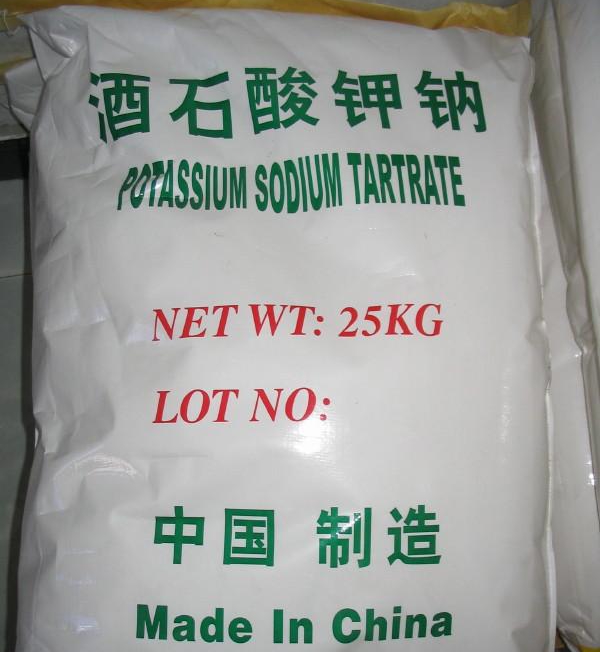 酒石酸钾钠
POTASSIUM SODIUM TARTRATE
NET WT: 25KG
LOT NO:
中国 制造
Made In China